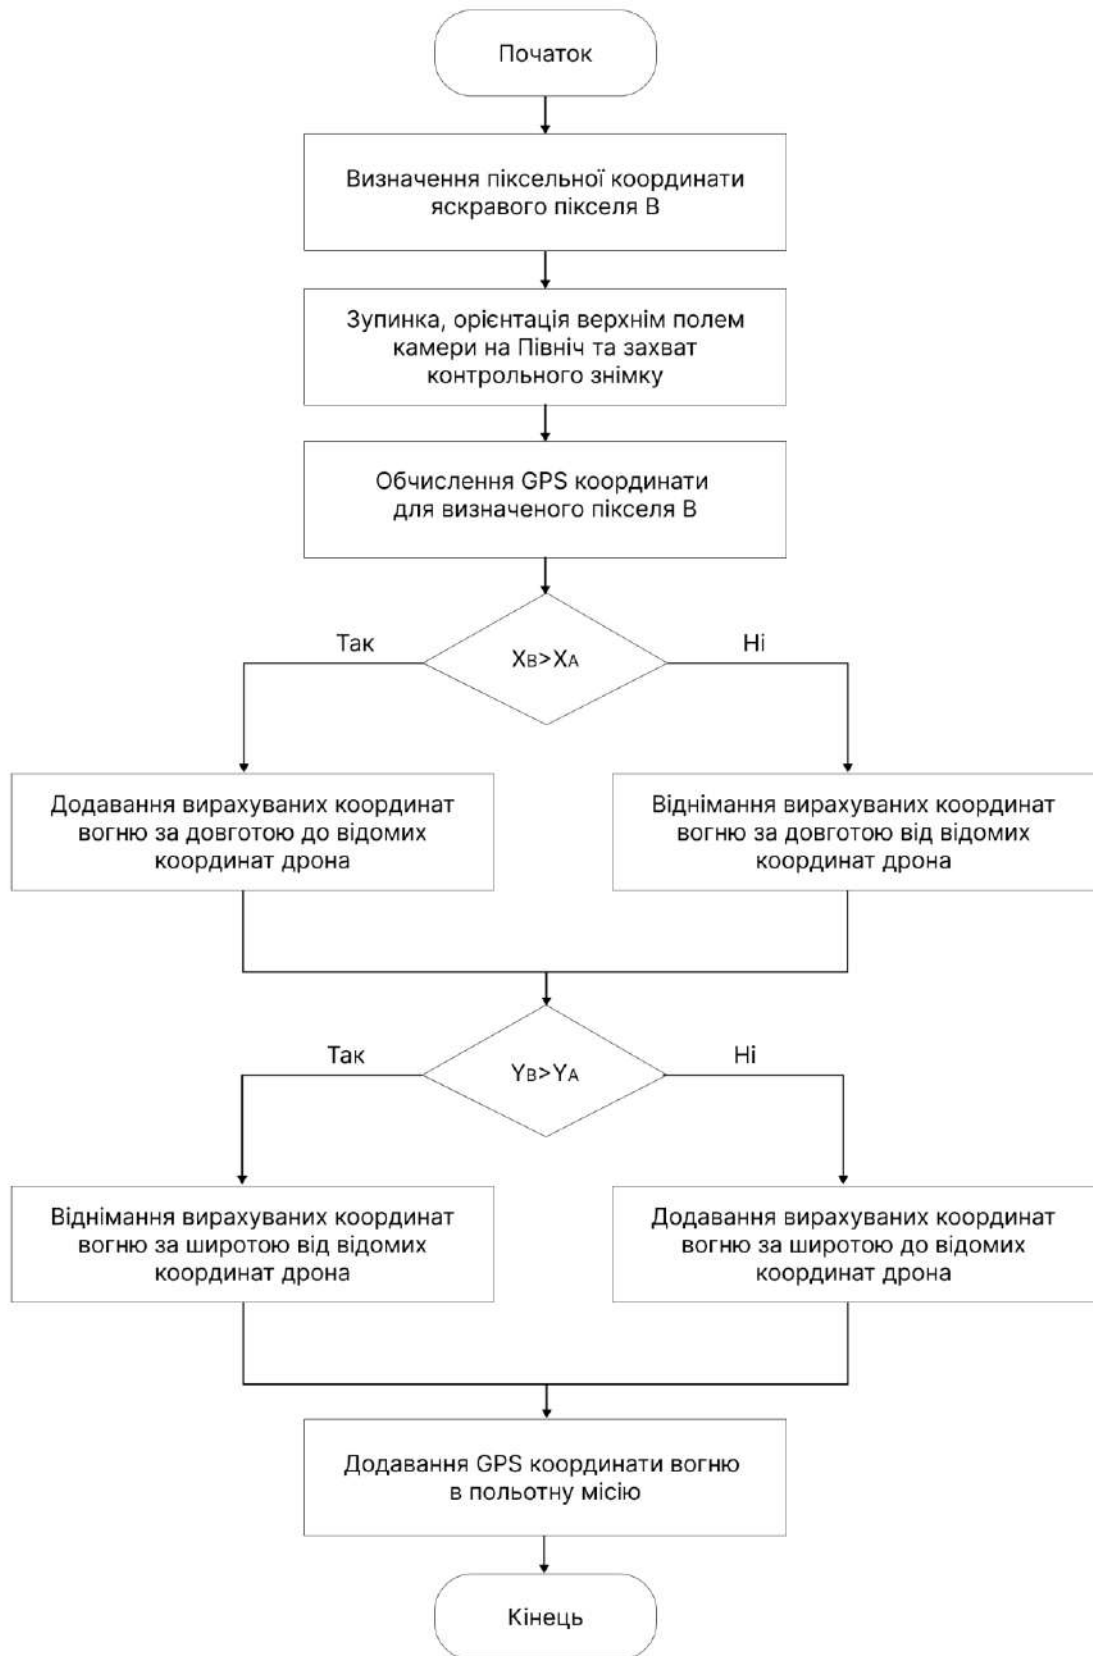 Початок
Визначення піксельної координати
яскравого пікселя В
Зупинка, орієнтація верхнім полем
камери на Північ та захват
контрольного знімку
Обчислення GPS координати
для визначеного пікселя В
Так
XB>XA
Ні
Додавання вирахуваних координат
вогню за довготою до відомих
координат дрона
Віднімання вирахуваних координат
вогню за довготою від відомих
координат дрона
Так
YB>YA
Ні
Віднімання вирахуваних координат
вогню за широтою від відомих
координат дрона
Додавання вирахуваних координат
вогню за широтою до відомих
координат дрона
Додавання GPS координати вогню
в польотну місію
Кінець